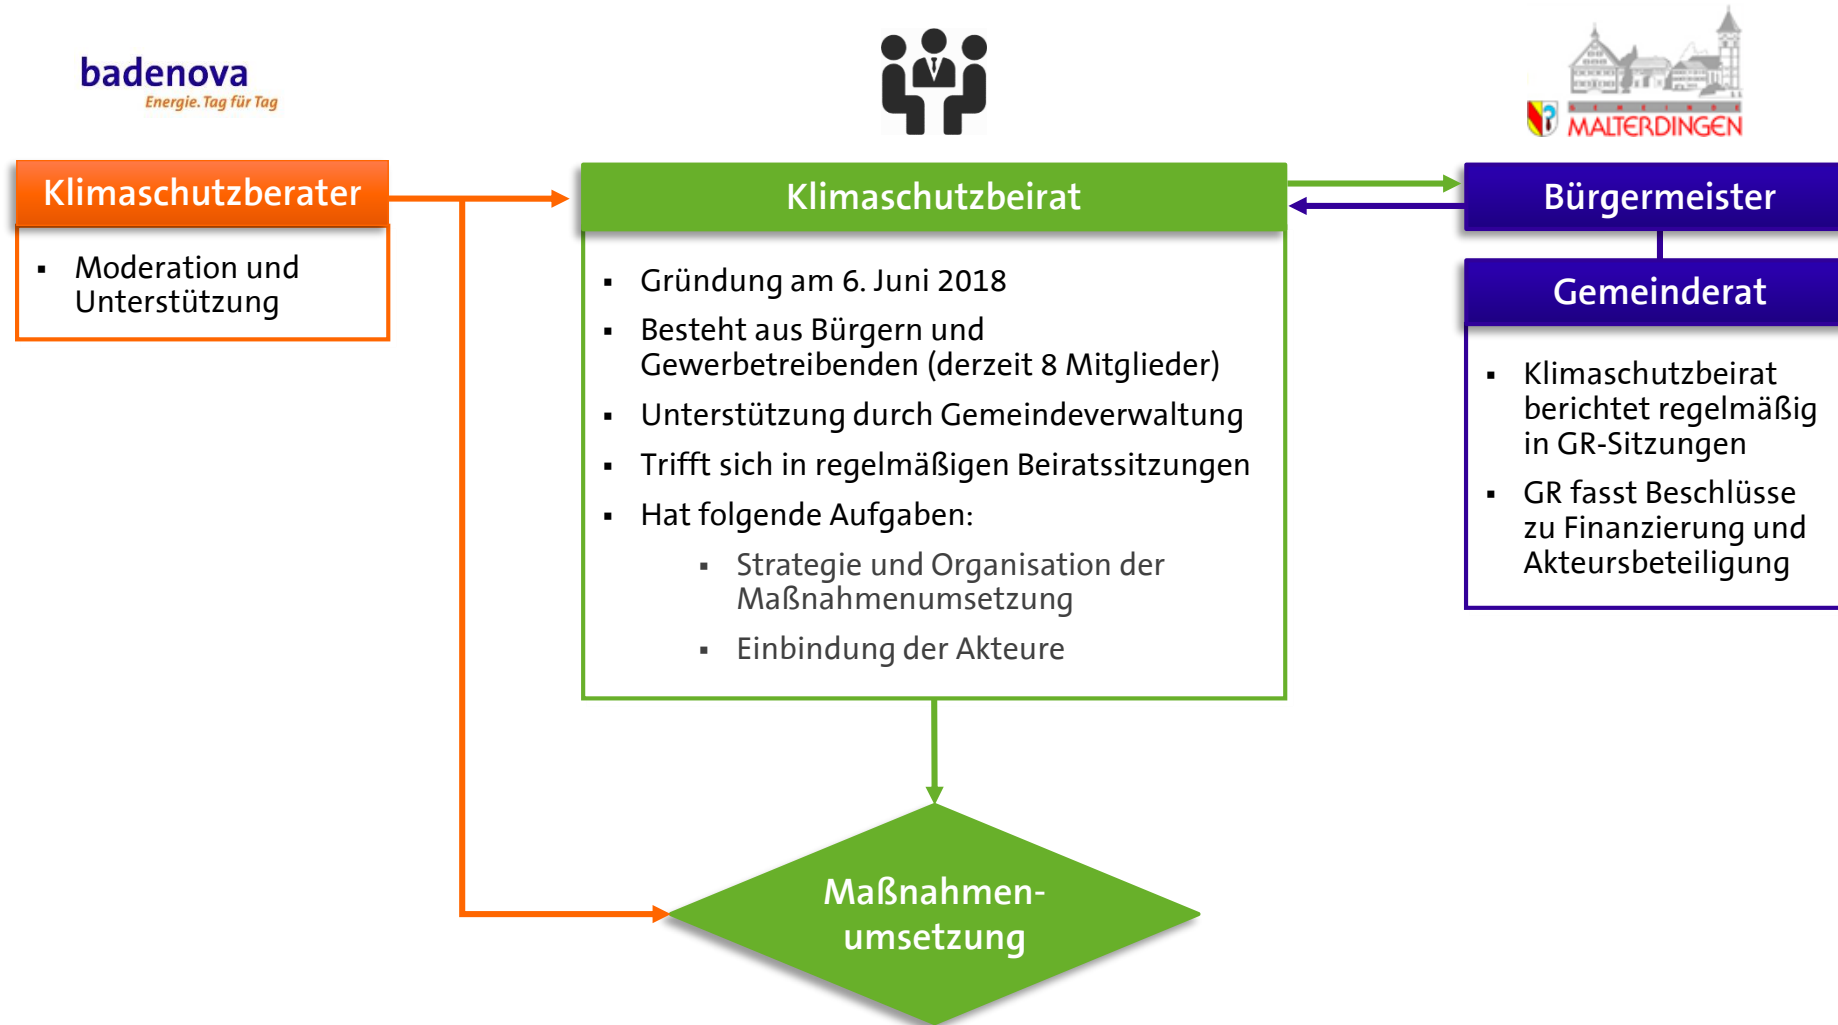 badenova
Energie. Tag für Tag
GEMEINDE
MALTERDINGEN
Klimaschutzberater
▪ Moderation und
Unterstützung
Klimaschutzbeirat
▪ Gründung am 6. Juni 2018
▪ Besteht aus Bürgern und
Gewerbetreibenden (derzeit 8 Mitglieder)
▪ Unterstützung durch Gemeindeverwaltung
▪ Trifft sich in regelmäßigen Beiratssitzungen
▪ Hat folgende Aufgaben:
▪ Strategie und Organisation der
Maßnahmenumsetzung
▪ Einbindung der Akteure
Bürgermeister
Gemeinderat
▪ Klimaschutzbeirat
berichtet regelmäßig
in GR-Sitzungen
▪ GR fasst Beschlüsse
zu Finanzierung und
Akteursbeteiligung
Maßnahmen-
umsetzung